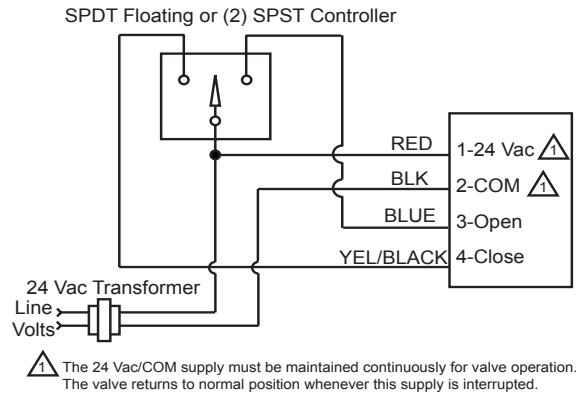 SPDT Floating or (2) SPST Controller
RED
1-24 Vac 1
BLK
2-COM 1
BLUE
3-Open
YEL/BLACK
4-Close
24 Vac Transformer
Line
Volts
1 The 24 Vac/COM supply must be maintained continuously for valve operation.
The valve returns to normal position whenever this supply is interrupted.